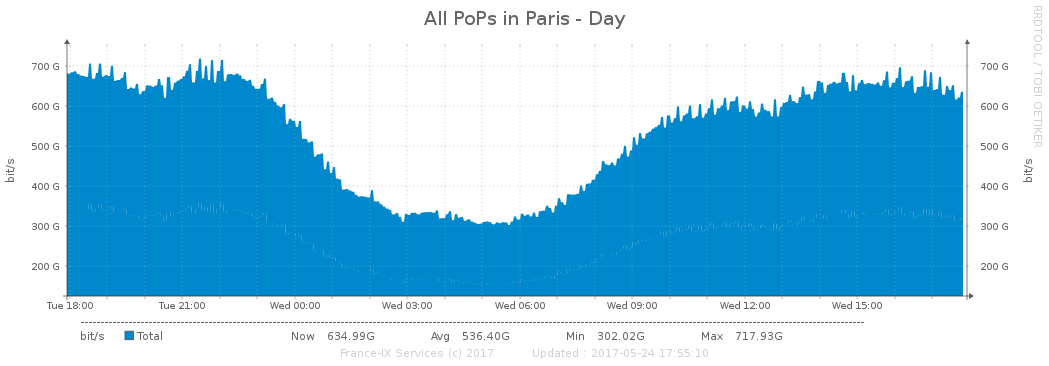 All PoPs in Paris - Day
RRDTOOL / TOBI OETIKER
bit/s
bit/s
700 G 700 G
600 G 600 G
500 G 500 G
400 G 400 G
300 G 300 G
200 G 200 G
Tue 18:00 Tue 21:00 Wed 00:00 Wed 03:00 Wed 06:00 Wed 09:00 Wed 12:00 Wed 15:00
bit/s Total Now 634.99G Avg 536.40G Min 302.02G Max 717.93G
France-IX Services (c) 2017 Updated : 2017-05-24 17:55:10